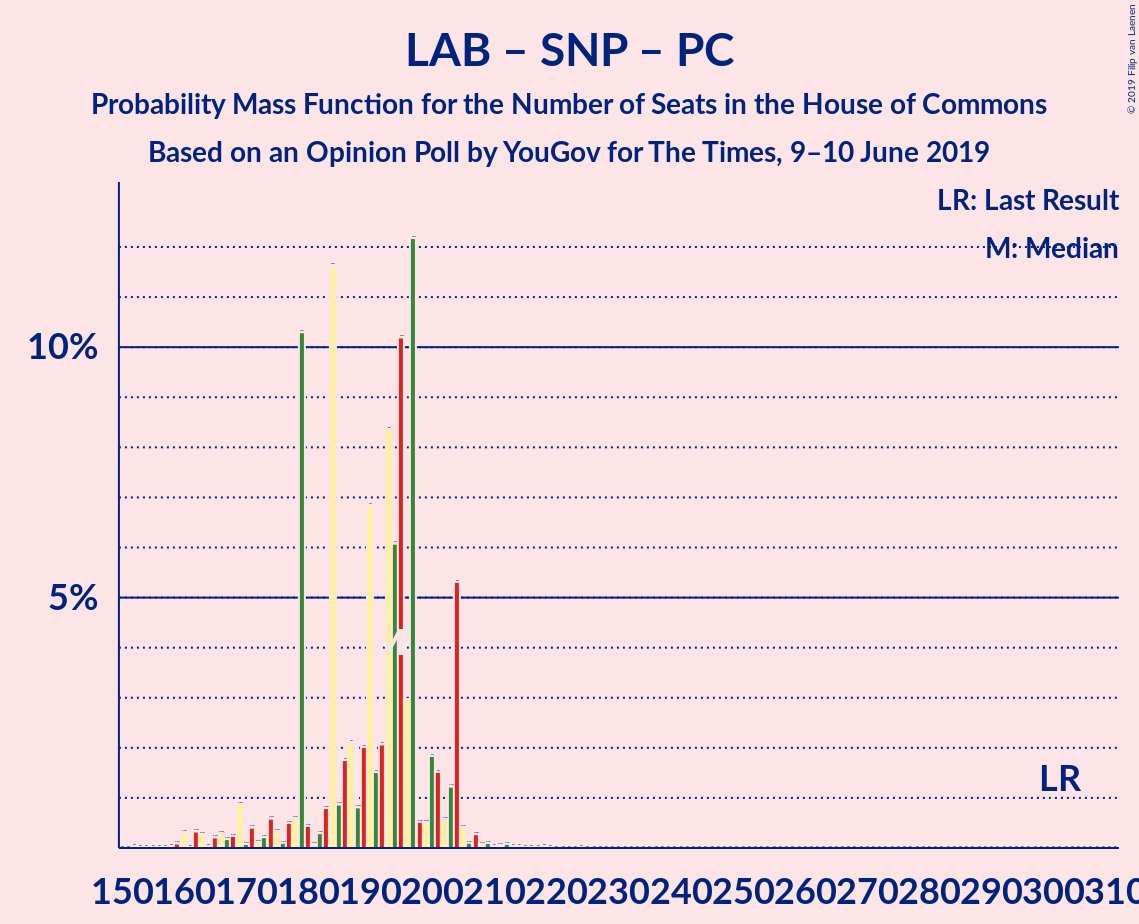 LAB – SNP – PC
Probability Mass Function for the Number of Seats in the House of Commons
Based on an Opinion Poll by YouGov for The Times, 9–10 June 2019
© 2019 Filip van Laenen
LR: Last Result
M: Median
10%
5%
LR
150 160 170 180 190 200 210 220 230 240 250 260 270 280 290 300 310